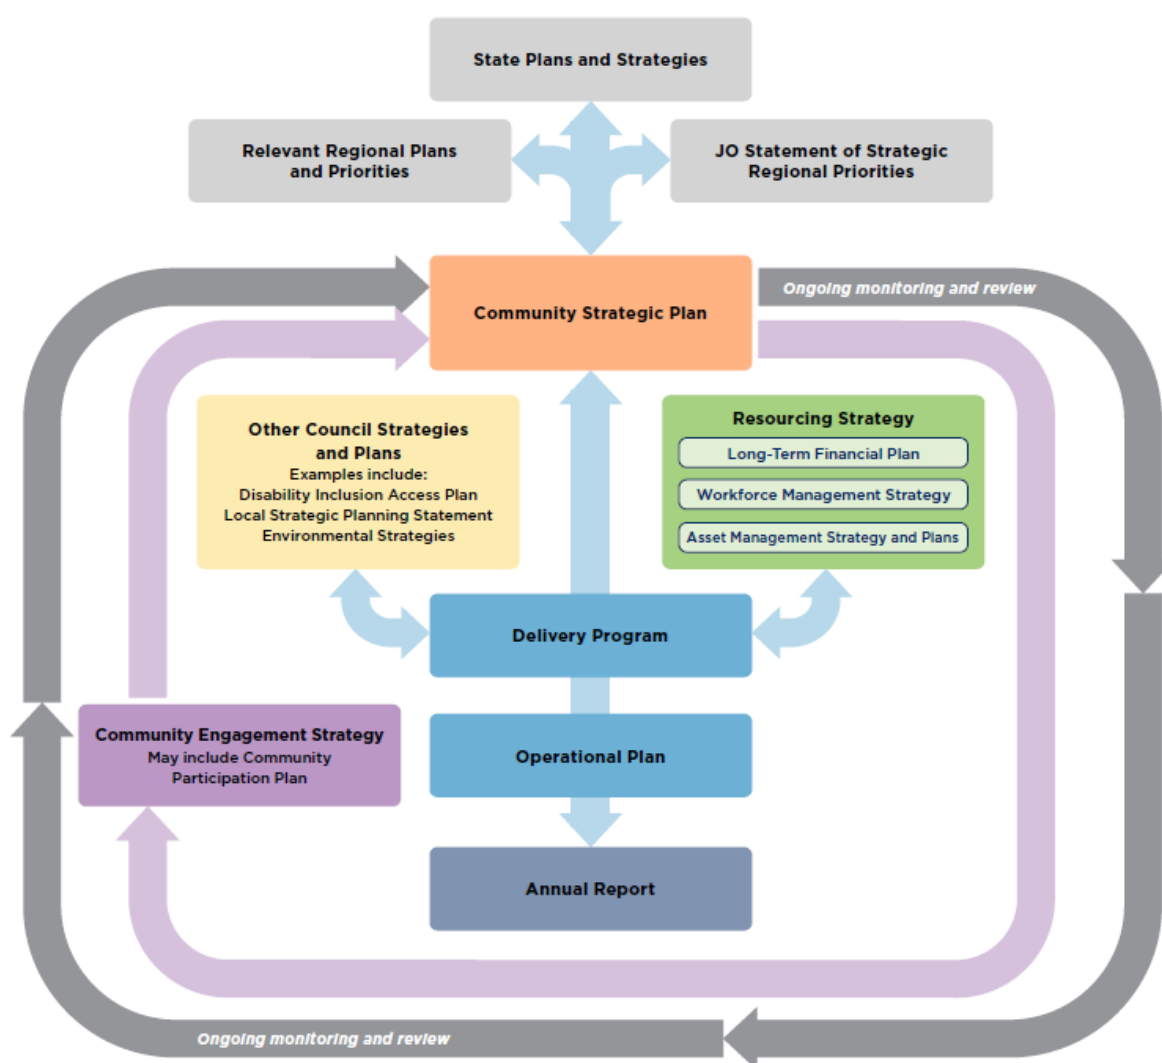 State Plans and Strategies
Relevant Regional Plans
and Priorities
JO Statement of Strategic
Regional Priorities
Community Strategic Plan
Ongoing monitoring and review
Other Council Strategies
and Plans
Examples include:
Disability Inclusion Access Plan
Local Strategic Planning Statement
Environmental Strategies
Resourcing Strategy
Long-Term Financial Plan
Workforce Management Strategy
Asset Management Strategy and Plans
Delivery Program
Community Engagement Strategy
May include Community
Participation Plan
Operational Plan
Annual Report
Ongoing monitoring and review